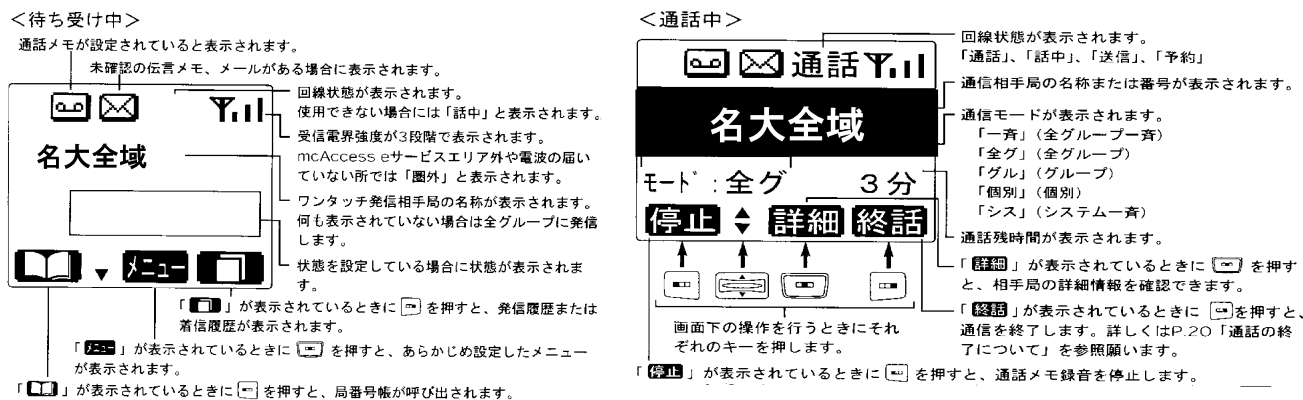 ＜待ち受け中＞
通話メモが設定されていると表示されます。
未確認の伝言メモ、メールがある場合に表示されます。
回線状態が表示されます。
使用できない場合には「話中」と表示されます。
受信電界強度が3段階で表示されます。
mcAccess eサービスエリア外や電波の届い
ていない所では「圏外」と表示されます。
名大全域
ワンタッチ発信相手局の名称が表示されます。
何も表示されていない場合は全グループに発信
します。
状態を設定している場合に状態が表示されま
す。
メニュー
「 」が表示されているときに を押すと、発信履歴または
着信履歴が表示されます。
「メニュー」が表示されているときに を押すと、あらかじめ設定したメニュー
が表示されます。
「 」が表示されているときに を押すと、局番号帳が呼び出されます。
＜通話中＞
回線状態が表示されます。
「通話」、「話中」、「送信」、「予約」
通話
通信相手局の名称または番号が表示されます。
名大全域
通信モードが表示されます。
「一斉」（全グループ一斉）
「全グ」（全グループ）
「グル」（グループ）
「個別」（個別）
「シス」（システム一斉）
モード：全グ 3分
停止 詳細 終話
通話残時間が表示されます。
「詳細」が表示されているときに を押す
と、相手局の詳細情報を確認できます。
「終話」が表示されているときに を押すと、
通信を終了します。詳しくはP.20「通話の終
了について」を参照願います。
画面下の操作を行うときにそれ
ぞれのキーを押します。
「停止」が表示されているときに を押すと、通話メモ録音を停止します。